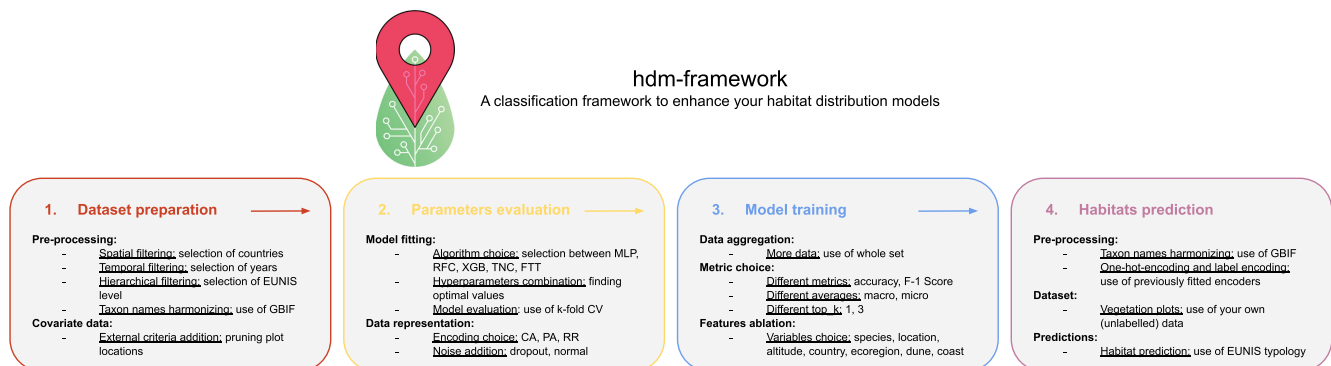 hdm-framework
A classification framework to enhance your habitat distribution models
1. Dataset preparation
Pre-processing:
- Spatial filtering: selection of countries
- Temporal filtering: selection of years
- Hierarchical filtering: selection of EUNIS
level
- Taxon names harmonizing: use of GBIF
Covariate data:
- External criteria addition: pruning plot
locations
2. Parameters evaluation
Model fitting:
- Algorithm choice: selection between MLP,
RFC, XGB, TNC, FTT
- Hyperparameters combination: finding
optimal values
- Model evaluation: use of k-fold CV
Data representation:
- Encoding choice: CA, PA, RR
- Noise addition: dropout, normal
3. Model training
Data aggregation:
- More data: use of whole set
Metric choice:
- Different metrics: accuracy, F-1 Score
- Different averages: macro, micro
- Different top_k: 1, 3
Features ablation:
- Variables choice: species, location,
altitude, country, ecoregion, dune, coast
4. Habitats prediction
Pre-processing:
- Taxon names harmonizing: use of GBIF
- One-hot-encoding and label encoding:
use of previously fitted encoders
Dataset:
- Vegetation plots: use of your own
(unlabelled) data
Predictions:
- Habitat prediction: use of EUNIS typology